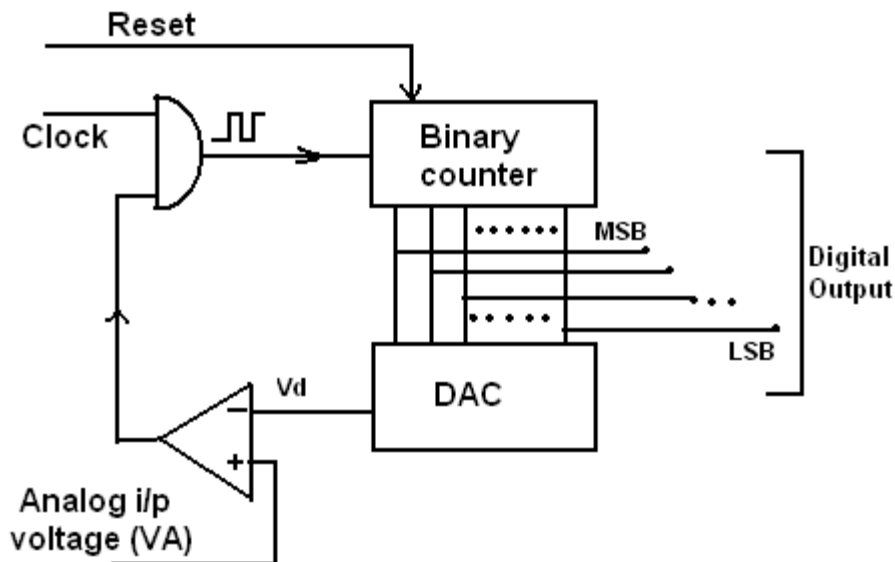 Reset
Clock
Binary
counter
MSB
Digital
Output
LSB
Vd
DAC
−
+
Analog i/p
voltage (VA)